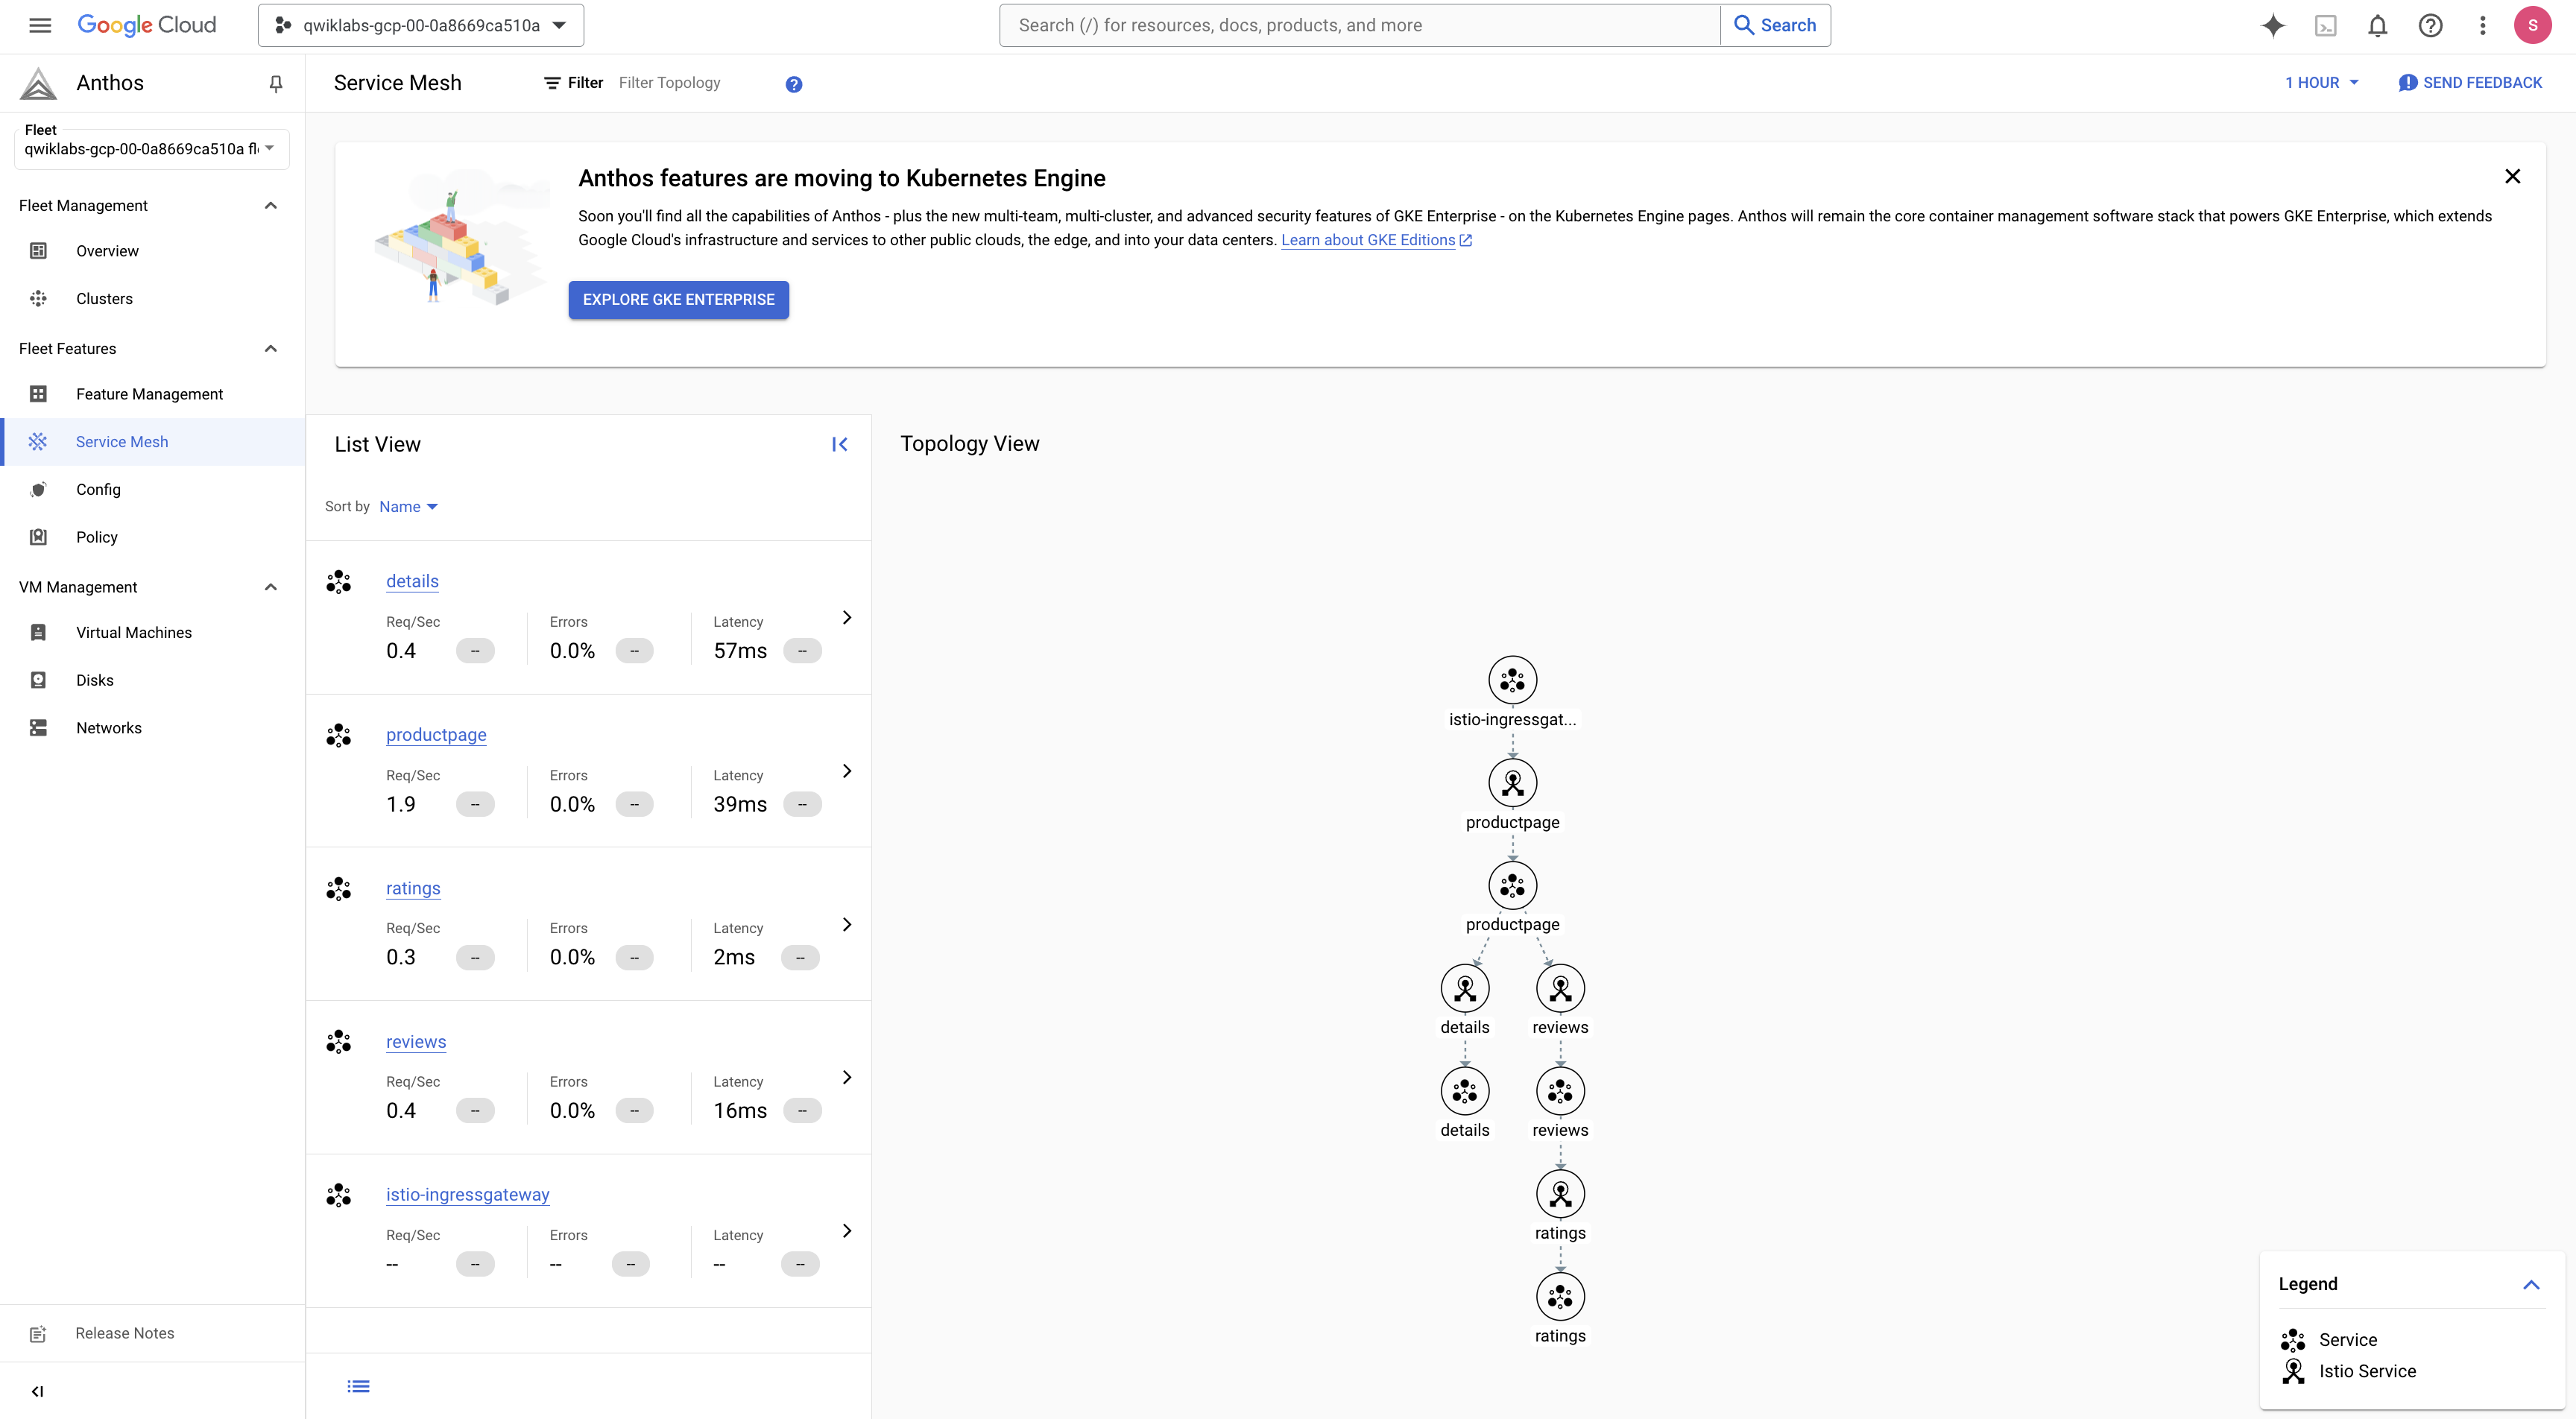 Google Cloud
qwiklabs-gcp-00-0a8669ca510a
Search (/) for resources, docs, products, and more
Search
S
Anthos
Service Mesh
Filter
Filter Topology
1 HOUR
SEND FEEDBACK
Fleet
qwiklabs-gcp-00-0a8669ca510a fl
Fleet Management
Overview
Clusters
Fleet Features
Feature Management
Service Mesh
Config
Policy
VM Management
Virtual Machines
Disks
Networks
Release Notes
Anthos features are moving to Kubernetes Engine
Soon you'll find all the capabilities of Anthos - plus the new multi-team, multi-cluster, and advanced security features of GKE Enterprise - on the Kubernetes Engine pages. Anthos will remain the core container management software stack that powers GKE Enterprise, which extends
Google Cloud's infrastructure and services to other public clouds, the edge, and into your data centers. Learn about GKE Editions
EXPLORE GKE ENTERPRISE
List View
Sort by Name
details
Req/Sec Errors Latency
0.4 -- 0.0% -- 57ms --
productpage
Req/Sec Errors Latency
1.9 -- 0.0% -- 39ms --
ratings
Req/Sec Errors Latency
0.3 -- 0.0% -- 2ms --
reviews
Req/Sec Errors Latency
0.4 -- 0.0% -- 16ms --
istio-ingressgateway
Req/Sec Errors Latency
-- -- -- -- -- --
Topology View
istio-ingressgat...
productpage
productpage
details reviews
details reviews
ratings
ratings
Legend
Service
Istio Service